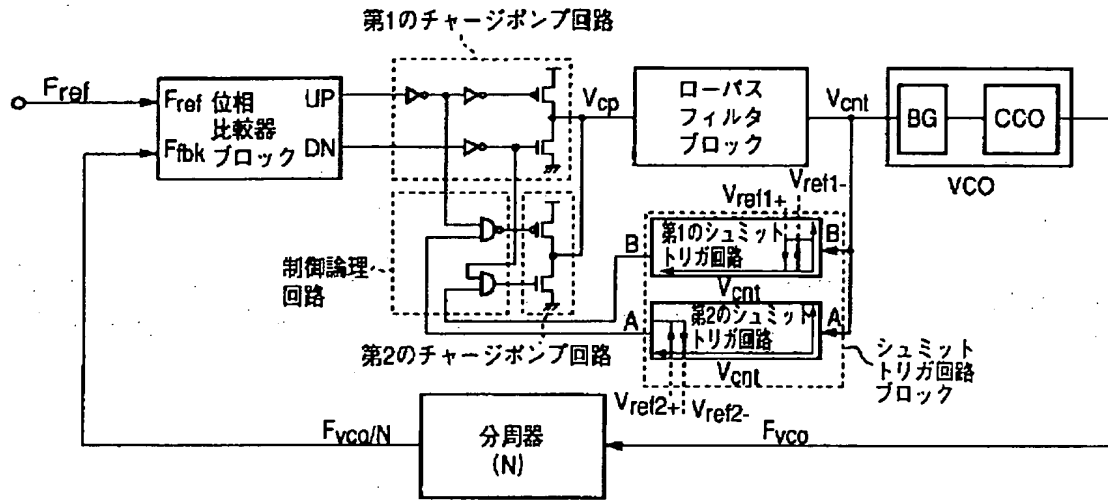 第1のチャージポンプ回路
Fref
Fref 位相
比較器
Ffbk ブロック
UP
DN
Vcp
ローパス
フィルタ
ブロック
Vcnt
BG
CCO
VCO
Vref1-
Vref1+
第1のシュミット
トリガ回路
B
B
Vcnt
制御論理
回路
第2のシュミット
トリガ回路
A
A
Vcnt
第2のチャージポンプ回路
シュミット
トリガ回路
ブロック
Vref2+
Vref2-
Fvco/N
分周器
(N)
Fvco